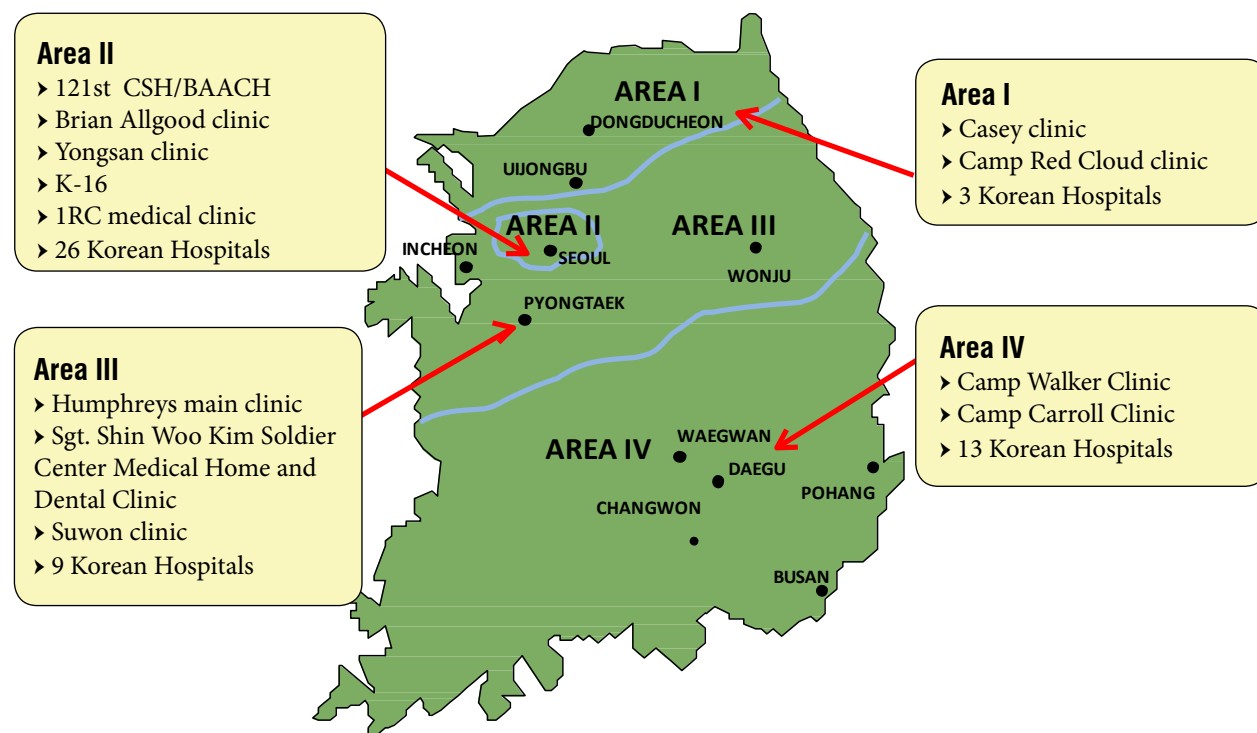 Area II
➤ 121st  CSH/BAACH
➤ Brian Allgood clinic
➤ Yongsan clinic
➤ K-16
➤ 1RC medical clinic
➤ 26 Korean Hospitals
Area I
➤ Casey clinic
➤ Camp Red Cloud clinic
➤ 3 Korean Hospitals
Area III
➤ Humphreys main clinic
➤ Sgt. Shin Woo Kim Soldier
Center Medical Home and
Dental Clinic
➤ Suwon clinic
➤ 9 Korean Hospitals
Area IV
➤ Camp Walker Clinic
➤ Camp Carroll Clinic
➤ 13 Korean Hospitals
AREA I
DONGDUCHEON
UIJONGBU
AREA II
AREA III
INCHEON
SEOUL
WONJU
PYONGTAEK
AREA IV
WAEGWAN
DAEGU
POHANG
CHANGWON
BUSAN